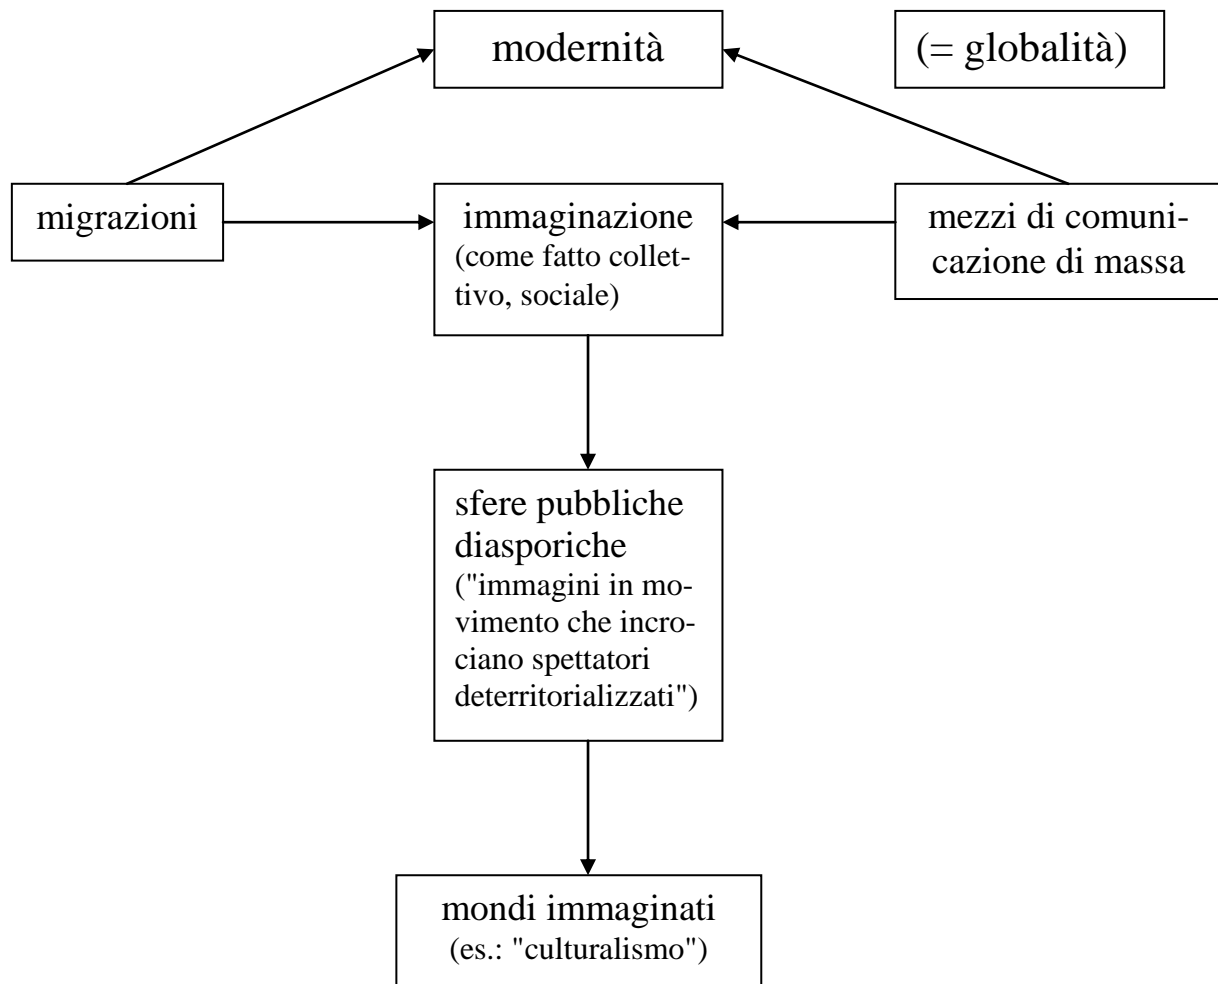 modernità
(= globalità)
migrazioni
immaginazione
(come fatto collet-
tivo, sociale)
mezzi di comuni-
cazione di massa
sfere pubbliche
diasporiche
("immagini in mo-
vimento che incro-
ciano spettatori
deterritorializzati")
mondi immaginati
(es.: "culturalismo")